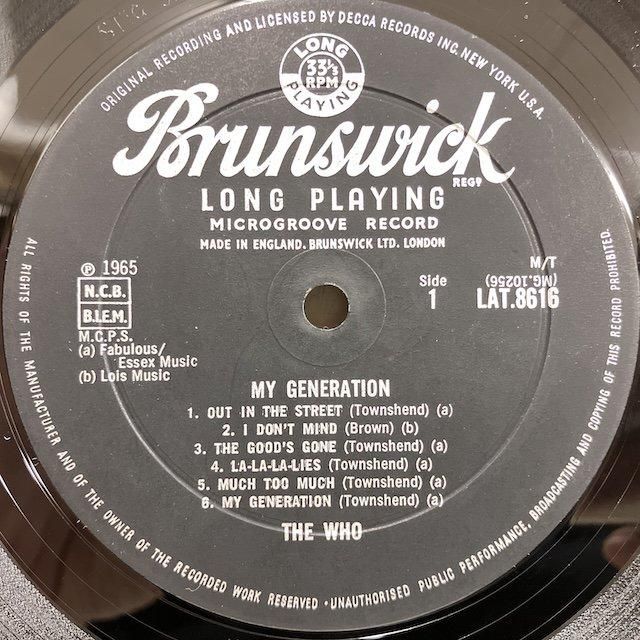 ORIGINAL RECORDING AND LICENSED BY DECCA RECORDS INC. NEW YORK U.S.A.
LONG
33⅓
RPM
PLAYING
Brunswick
REGD
LONG PLAYING
MICROGROOVE RECORD
MADE IN ENGLAND. BRUNSWICK LTD. LONDON
℗ 1965
N.C.B.
B.I.E.M.
M.C.P.S.
(a) Fabulous/
Essex Music
(b) Lois Music
Side
1
M/T
(MG.10256)
LAT.8616
MY GENERATION
1. OUT IN THE STREET (Townshend) (a)
2. I DON'T MIND (Brown) (b)
3. THE GOOD'S GONE (Townshend) (a)
4. LA-LA-LA-LIES (Townshend) (a)
5. MUCH TOO MUCH (Townshend) (a)
6. MY GENERATION (Townshend) (a)
THE WHO
ALL RIGHTS OF THE MANUFACTURER AND OF THE OWNER OF THE RECORDED WORK RESERVED · UNAUTHORISED PUBLIC PERFORMANCE, BROADCASTING AND COPYING OF THIS RECORD PROHIBITED.